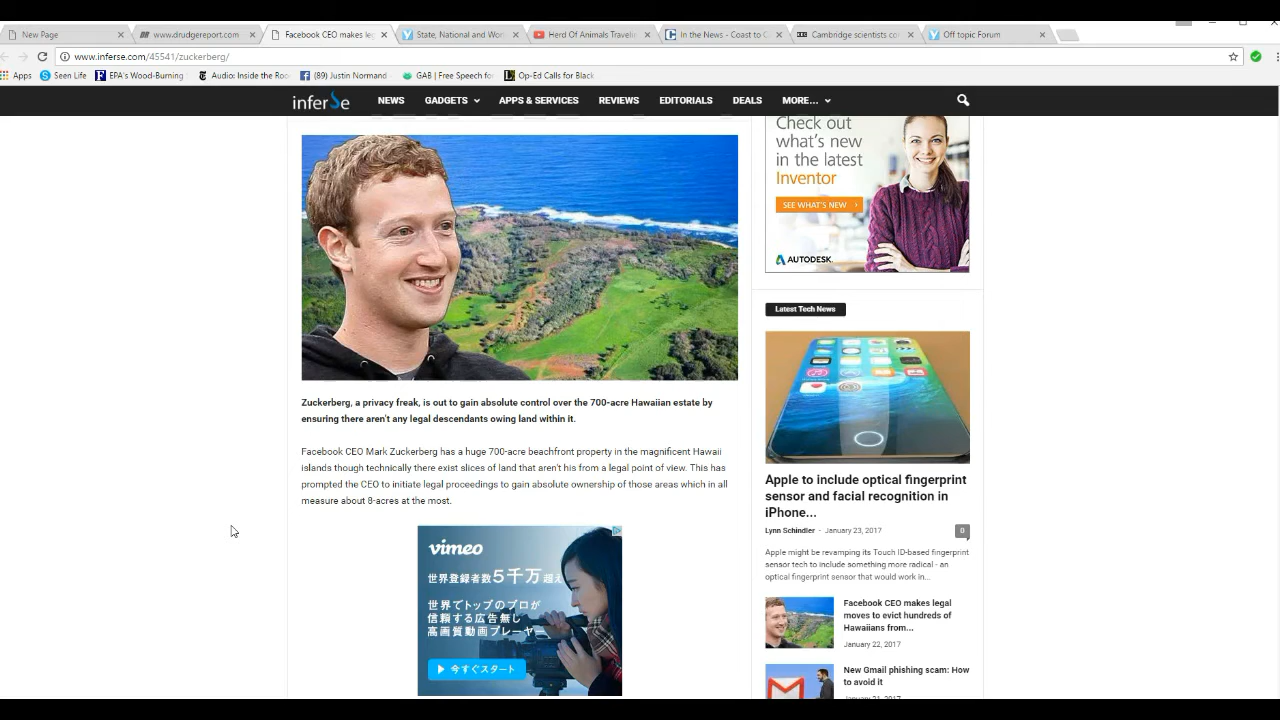 New Page
www.drudgereport.com
Facebook CEO makes leg
State, National and Wor
Herd Of Animals Travelin
In the News - Coast to C
Cambridge scientists co
Off topic Forum
www.inferse.com/45541/zuckerberg/
Apps
Seen Life
EPA's Wood-Burning
Audio: Inside the Roo
(89) Justin Normand
GAB | Free Speech fo
Op-Ed Calls for Black
inferse
NEWS
GADGETS
APPS & SERVICES
REVIEWS
EDITORIALS
DEALS
MORE...
Check out
what's new
in the latest
Inventor
SEE WHAT'S NEW
AUTODESK.
Zuckerberg, a privacy freak, is out to gain absolute control over the 700-acre Hawaiian estate by
ensuring there aren't any legal descendants owing land within it.
Facebook CEO Mark Zuckerberg has a huge 700-acre beachfront property in the magnificent Hawaii
islands though technically there exist slices of land that aren't his from a legal point of view. This has
prompted the CEO to initiate legal proceedings to gain absolute ownership of those areas which in all
measure about 8-acres at the most.
vimeo
世界登録者数5千万超え
世界でトップのプロが
信頼する広告無し
高画質動画プレーヤー
今すぐスタート
Latest Tech News
Apple to include optical fingerprint
sensor and facial recognition in
iPhone...
Lynn Schindler - January 23, 2017
0
Apple might be revamping its Touch ID-based fingerprint
sensor tech to include something more radical - an
optical fingerprint sensor that would work in...
Facebook CEO makes legal
moves to evict hundreds of
Hawaiians from...
January 22, 2017
New Gmail phishing scam: How
to avoid it
January 21, 2017